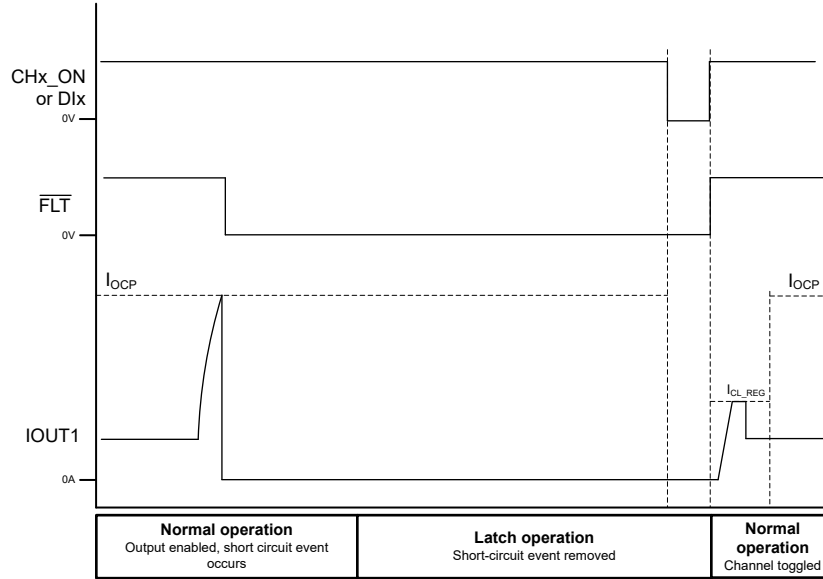 CHx_ON
or DIx
0V
FLT
0V
IOCP
IOCP
ICL_REG
IOUT1
0A
Normal operation
Output enabled, short circuit event
occurs
Latch operation
Short-circuit event removed
Normal
operation
Channel toggled